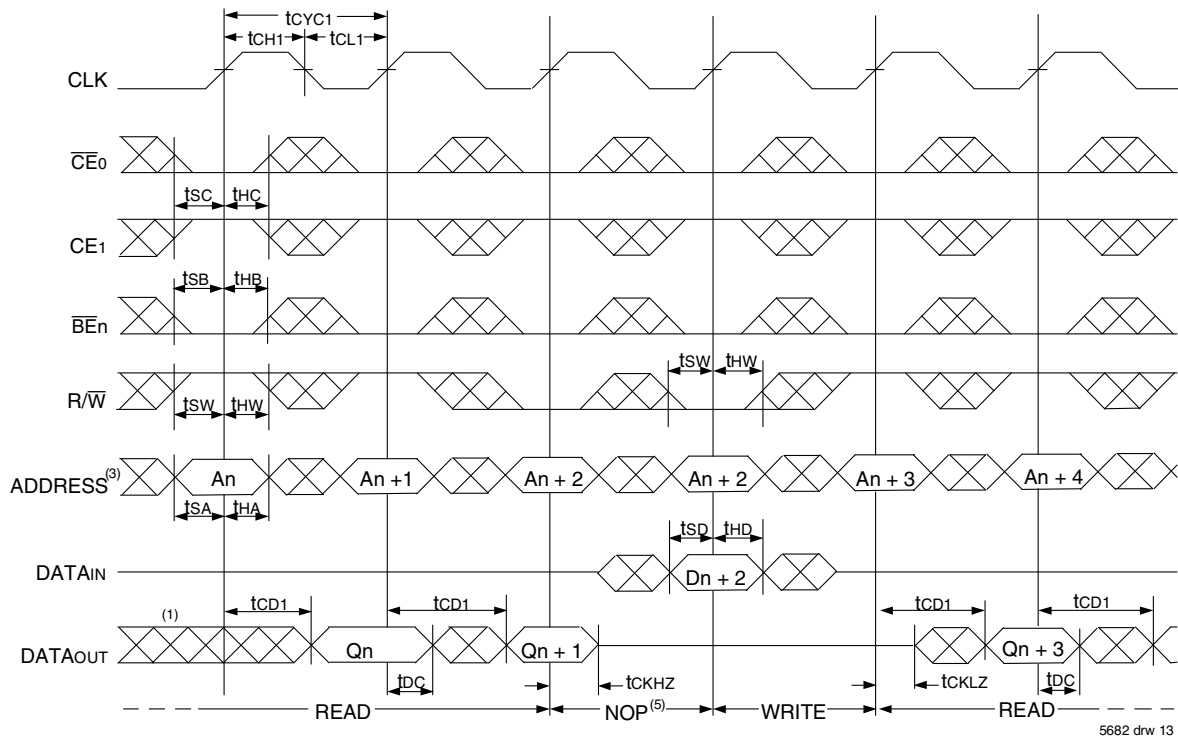 tCYC1
tCH1 tCL1
CLK
CE0
tSC tHC
CE1
tSB tHB
BEn
tSW tHW
R/W
tSW tHW
ADDRESS(3) An An +1 An + 2 An + 2 An + 3 An + 4
tSA tHA
tSD tHD
DATAIN Dn + 2
(1) tCD1 tCD1 tCD1 tCD1
DATAOUT Qn Qn + 1 Qn + 3
tDC tCKHZ tCKLZ tDC
READ NOP(5) WRITE READ
5682 drw 13